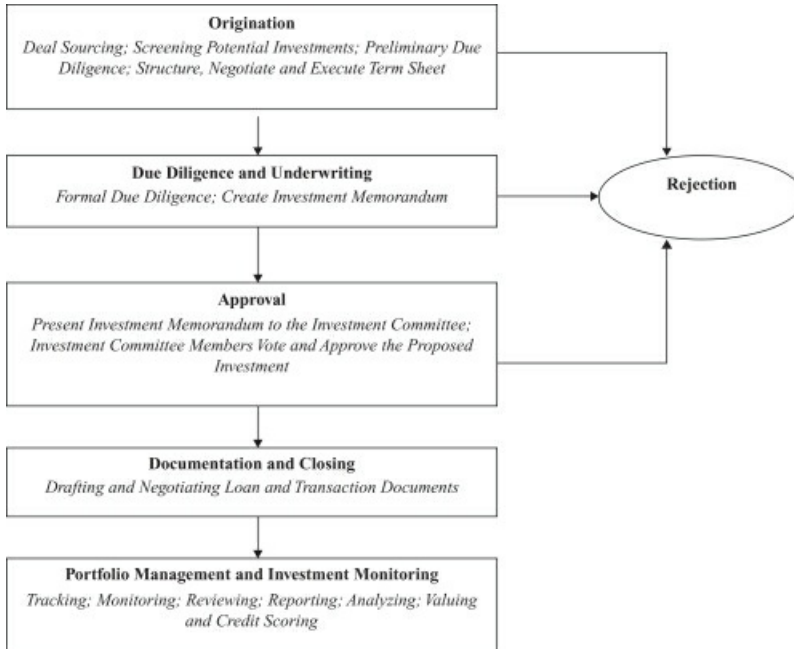 Origination
Deal Sourcing; Screening Potential Investments; Preliminary Due
Diligence; Structure, Negotiate and Execute Term Sheet
Due Diligence and Underwriting
Formal Due Diligence; Create Investment Memorandum
Rejection
Approval
Present Investment Memorandum to the Investment Committee;
Investment Committee Members Vote and Approve the Proposed
Investment
Documentation and Closing
Drafting and Negotiating Loan and Transaction Documents
Portfolio Management and Investment Monitoring
Tracking; Monitoring; Reviewing; Reporting; Analyzing; Valuing
and Credit Scoring